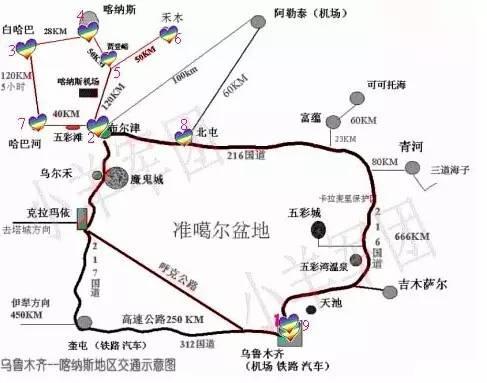 喀纳斯
禾木
阿勒泰（机场）
白哈巴
3
28KM
4
50KM
贾登峪
5
50KM
6
120KM
5小时
喀纳斯机场
120KM
100km
60KM
可可托海
60KM
富蕴
23KM
7
40KM
哈巴河
五彩滩
2
布尔津
8
北屯
216国道
青河
80KM
三道海子
乌尔禾
魔鬼城
卡拉麦里保护区
克拉玛依
去塔城方向
准噶尔盆地
五彩城
216国道
666KM
217国道
呼克公路
五彩湾温泉
吉木萨尔
天池
伊犁方向
450KM
高速公路250 KM
312国道
1
9
奎屯（铁路 汽车）
乌鲁木齐
（机场 铁路 汽车）
乌鲁木齐--喀纳斯地区交通示意图
小羊军团
小羊军团